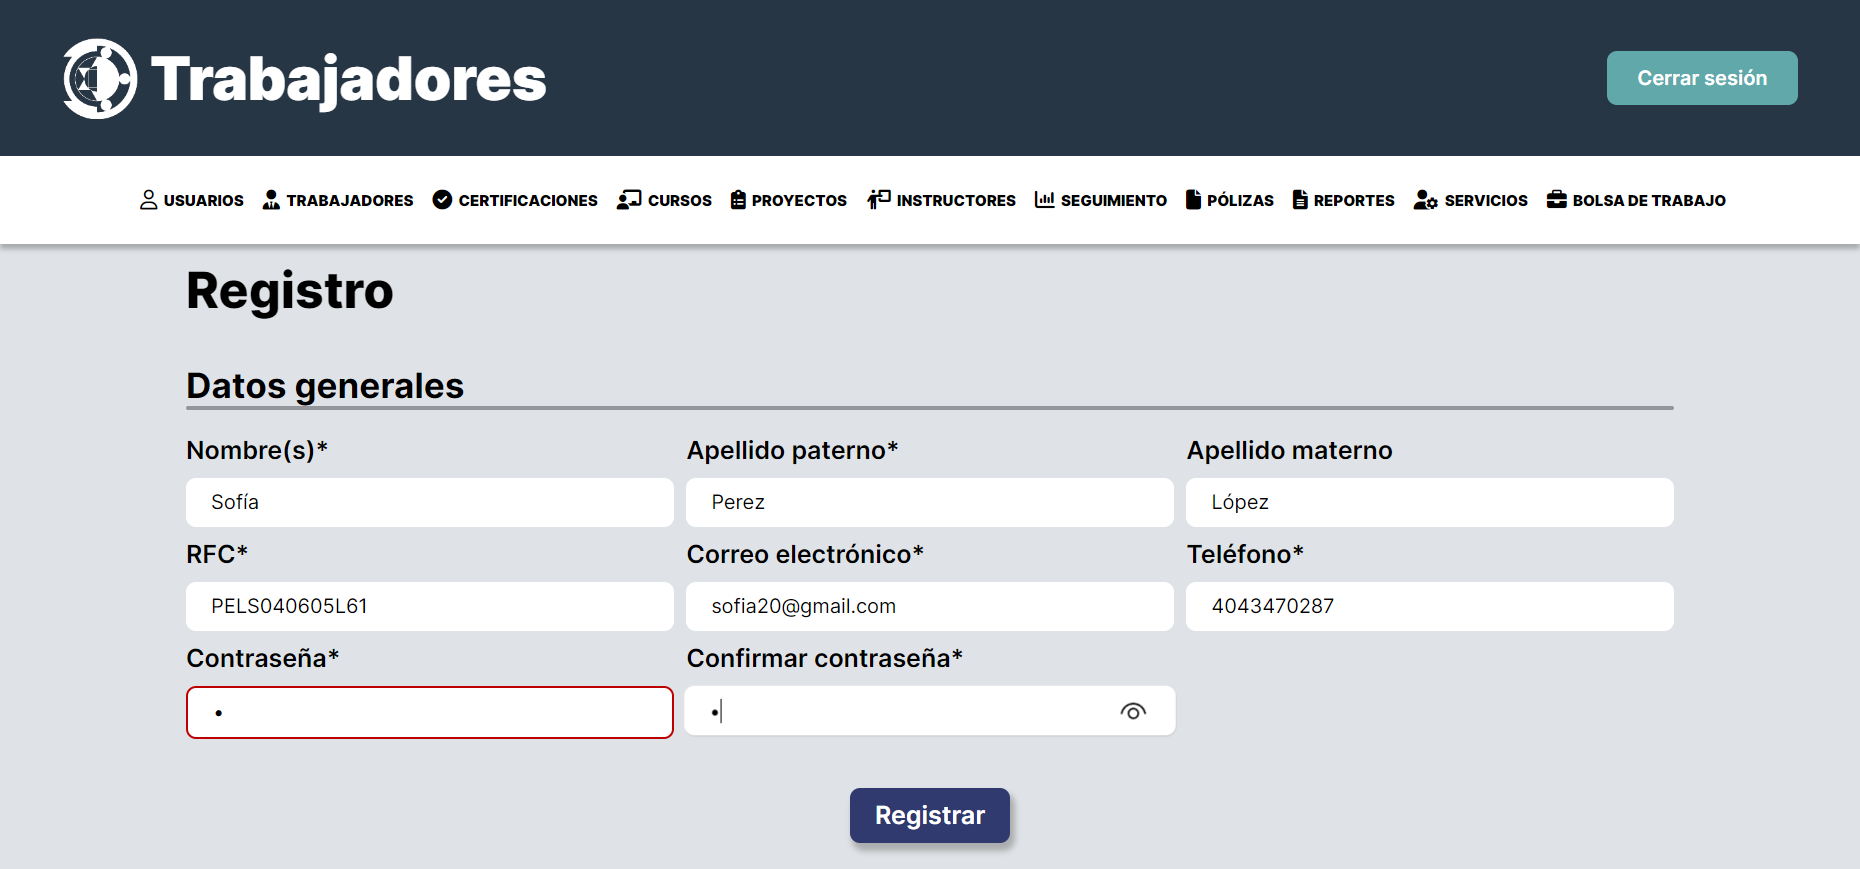 Trabajadores
Cerrar sesión
USUARIOS TRABAJADORES CERTIFICACIONES CURSOS PROYECTOS INSTRUCTORES SEGUIMIENTO PÓLIZAS REPORTES SERVICIOS BOLSA DE TRABAJO
Registro
Datos generales
Nombre(s)* Apellido paterno* Apellido materno
Sofía Perez López
RFC* Correo electrónico* Teléfono*
PELS040605L61 sofia20@gmail.com 4043470287
Contraseña* Confirmar contraseña*
Registrar